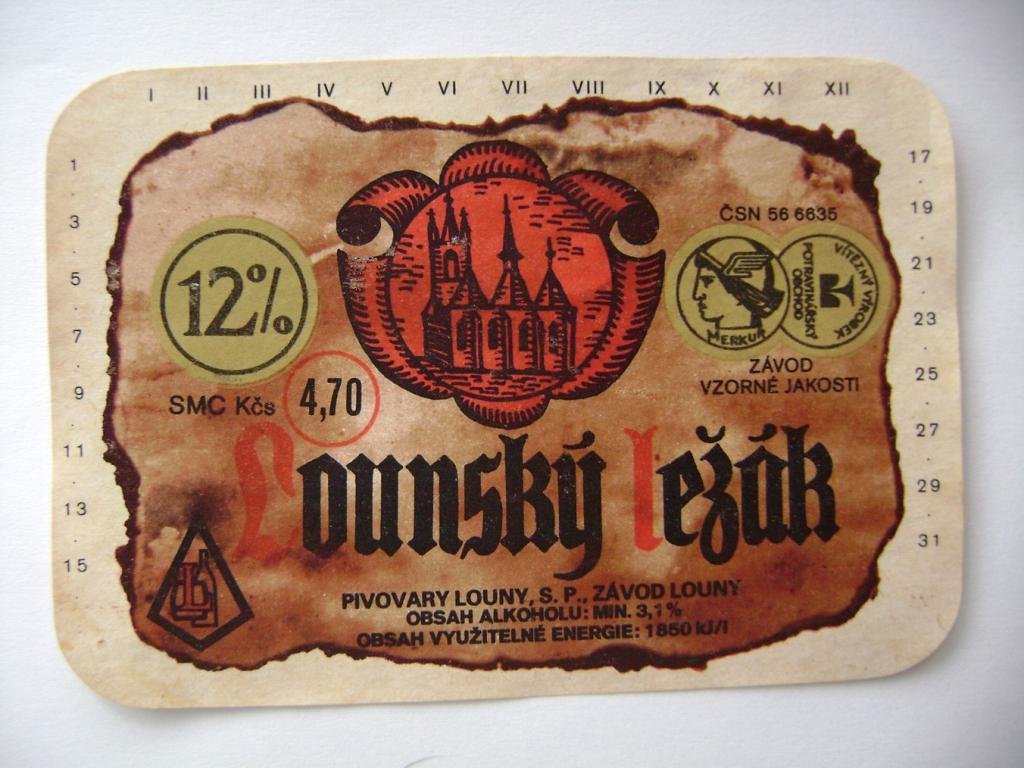 I II III IV V VI VII VIII IX X XI XII
1
3
5
7
9
11
13
15
17
19
21
23
25
27
29
31
12%
SMC Kčs 4,70
ČSN 56 6635
MERKUR
POTRAVINÁŘSKÝ
OBCHOD
VÍTĚZNÝ VÝROBEK
ZÁVOD
VZORNÉ JAKOSTI
Lounský ležák
PIVOVARY LOUNY, S. P., ZÁVOD LOUNY
OBSAH ALKOHOLU: MIN. 3,1%
OBSAH VYUŽITELNÉ ENERGIE: 1850 kJ/l